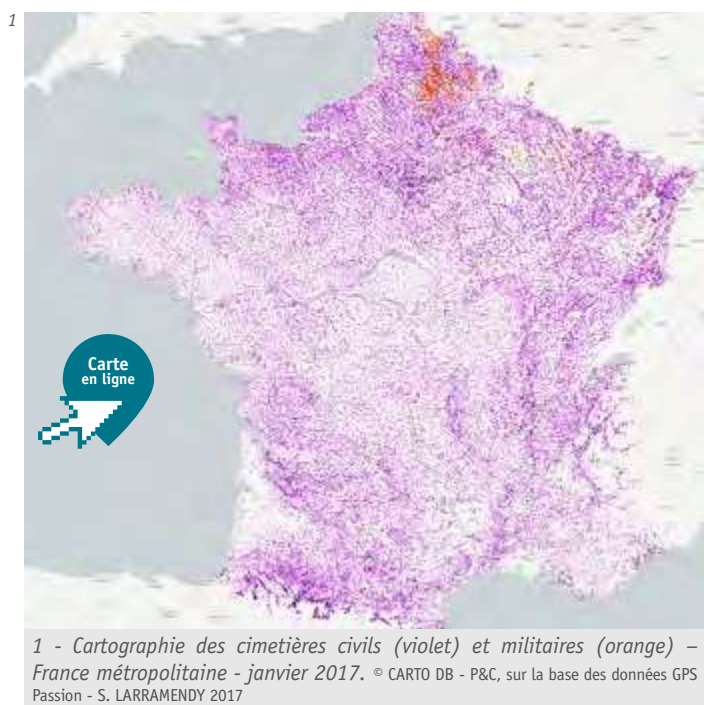 1
Carte
en ligne
1 - Cartographie des cimetières civils (violet) et militaires (orange) –
France métropolitaine - janvier 2017. © CARTO DB - P&C, sur la base des données GPS
Passion - S. LARRAMENDY 2017